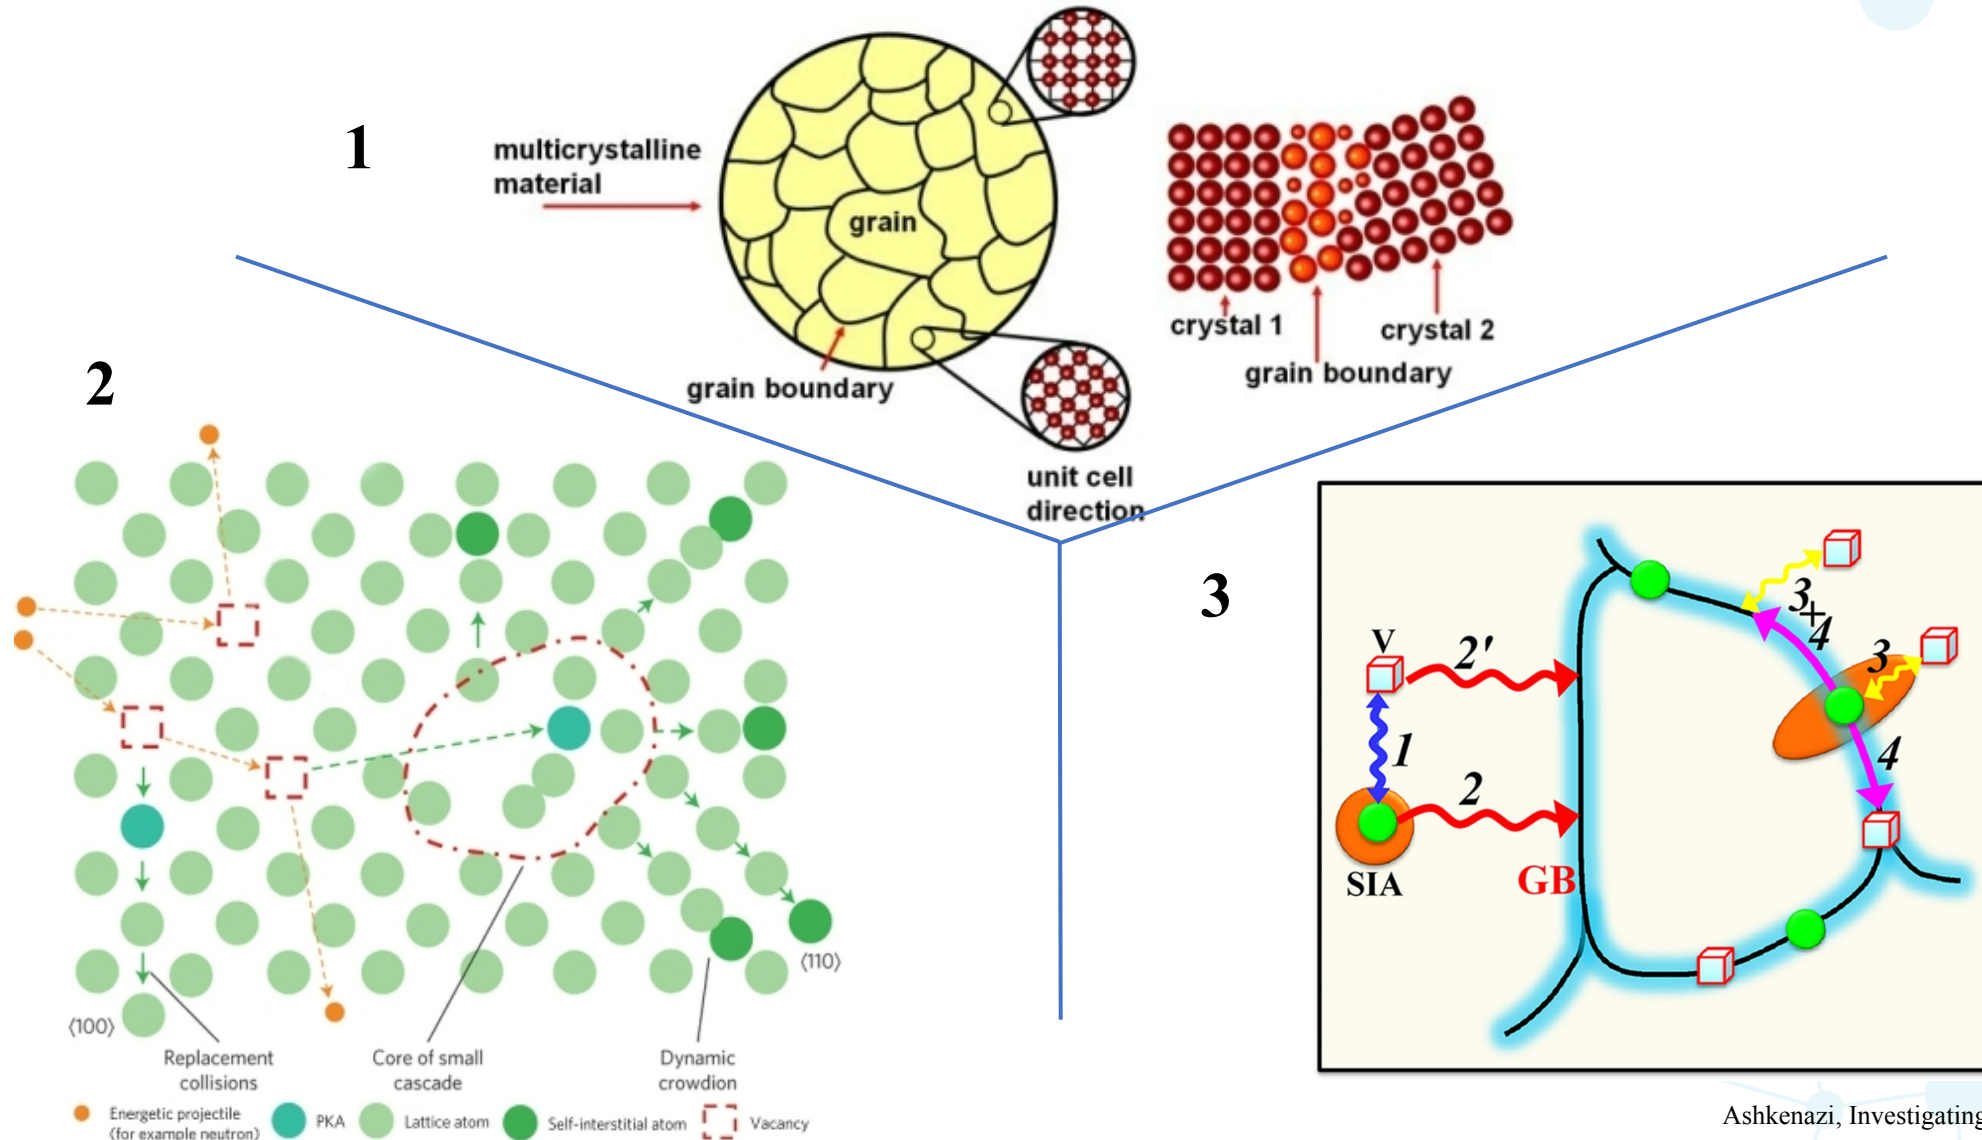 1
multicrystalline
material
grain
grain boundary
unit cell
direction
crystal 1
crystal 2
grain boundary
2
⟨100⟩
⟨110⟩
Replacement
collisions
Core of small
cascade
Dynamic
crowdion
Energetic projectile
(for example neutron)
PKA
Lattice atom
Self-interstitial atom
Vacancy
3
V
2'
1
2
SIA
GB
3
+
4
3
4
Ashkenazi, Investigating